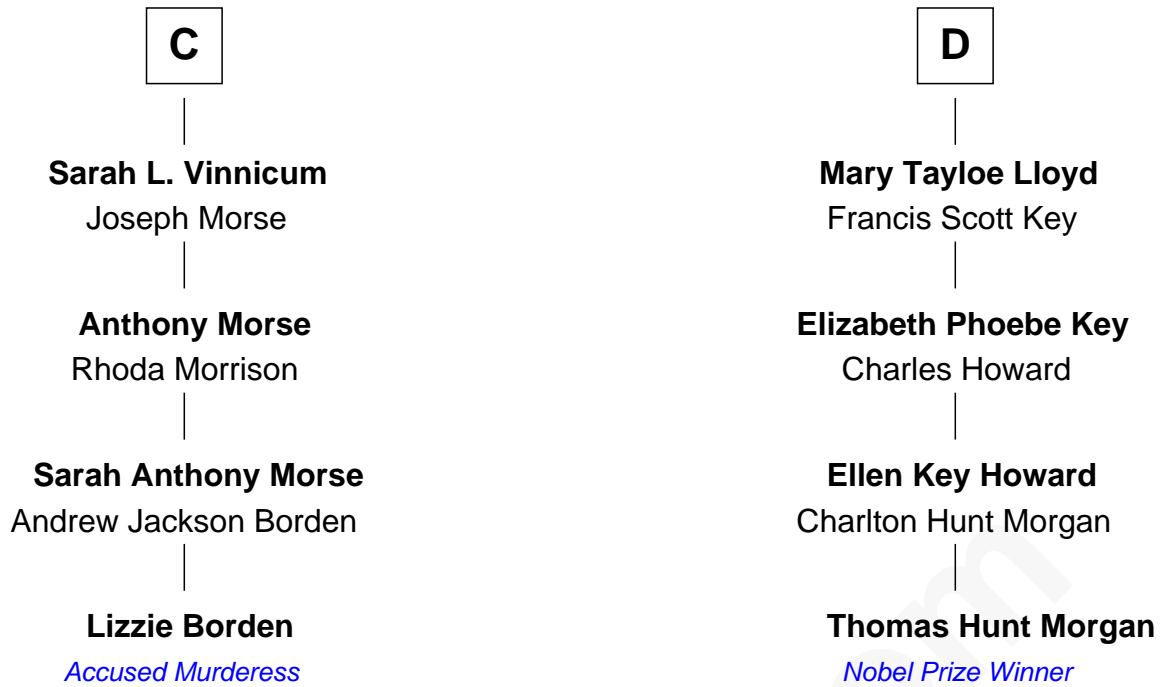 C
Sarah L. Vinnicum
Joseph Morse
Anthony Morse
Rhoda Morrison
Sarah Anthony Morse
Andrew Jackson Borden
Lizzie Borden
Accused Murderess
D
Mary Tayloe Lloyd
Francis Scott Key
Elizabeth Phoebe Key
Charles Howard
Ellen Key Howard
Charlton Hunt Morgan
Thomas Hunt Morgan
Nobel Prize Winner